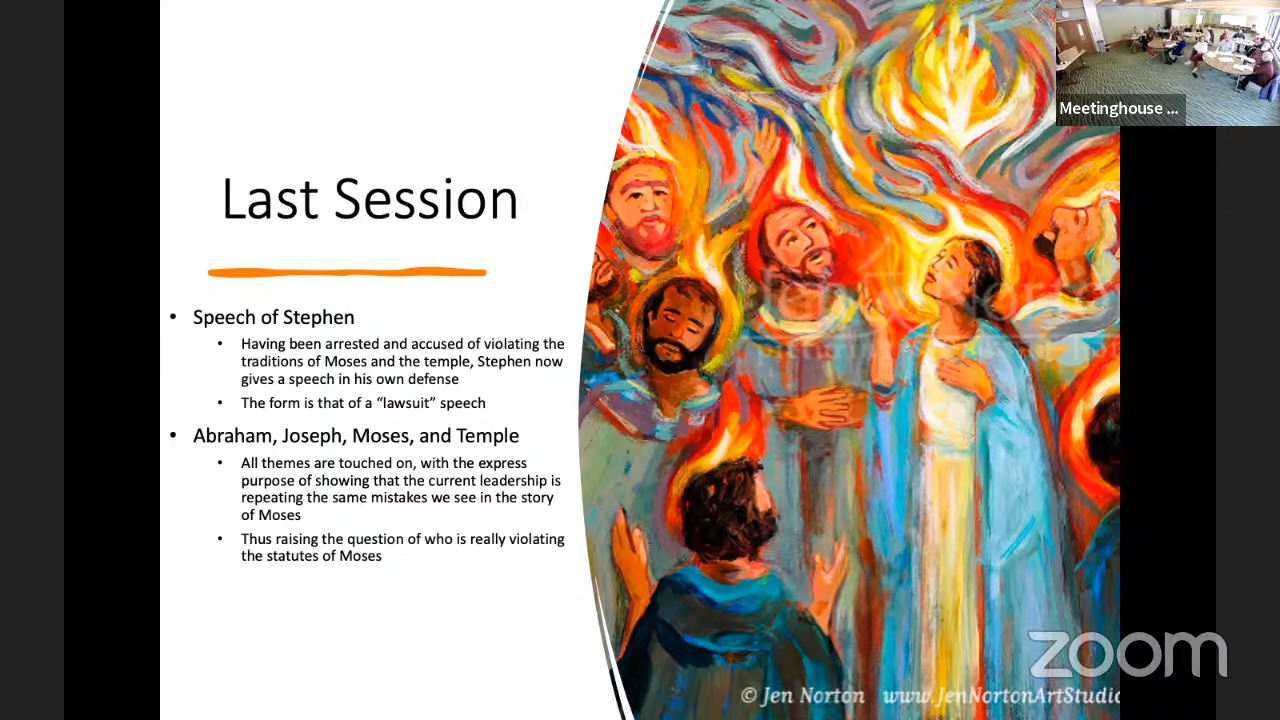 Meetinghouse ...
Last Session
• Speech of Stephen
• Having been arrested and accused of violating the
traditions of Moses and the temple, Stephen now
gives a speech in his own defense
• The form is that of a “lawsuit” speech
• Abraham, Joseph, Moses, and Temple
• All themes are touched on, with the express
purpose of showing that the current leadership is
repeating the same mistakes we see in the story
of Moses
• Thus raising the question of who is really violating
the statutes of Moses
zoom
© Jen Norton www.JenNortonArtStudio